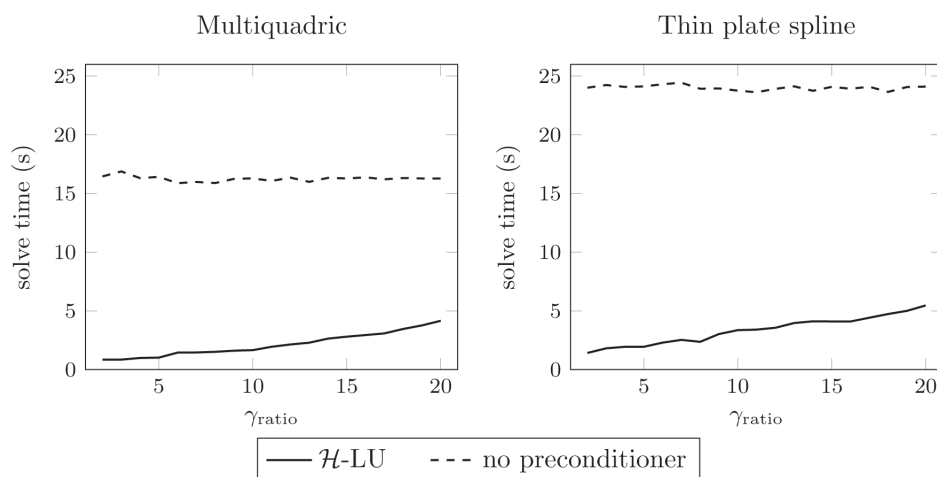 Multiquadric
25
20
15
10
5
0
5
10
15
20
solve time (s)
γratio
Thin plate spline
25
20
15
10
5
0
5
10
15
20
solve time (s)
γratio
ℋ-LU
no preconditioner